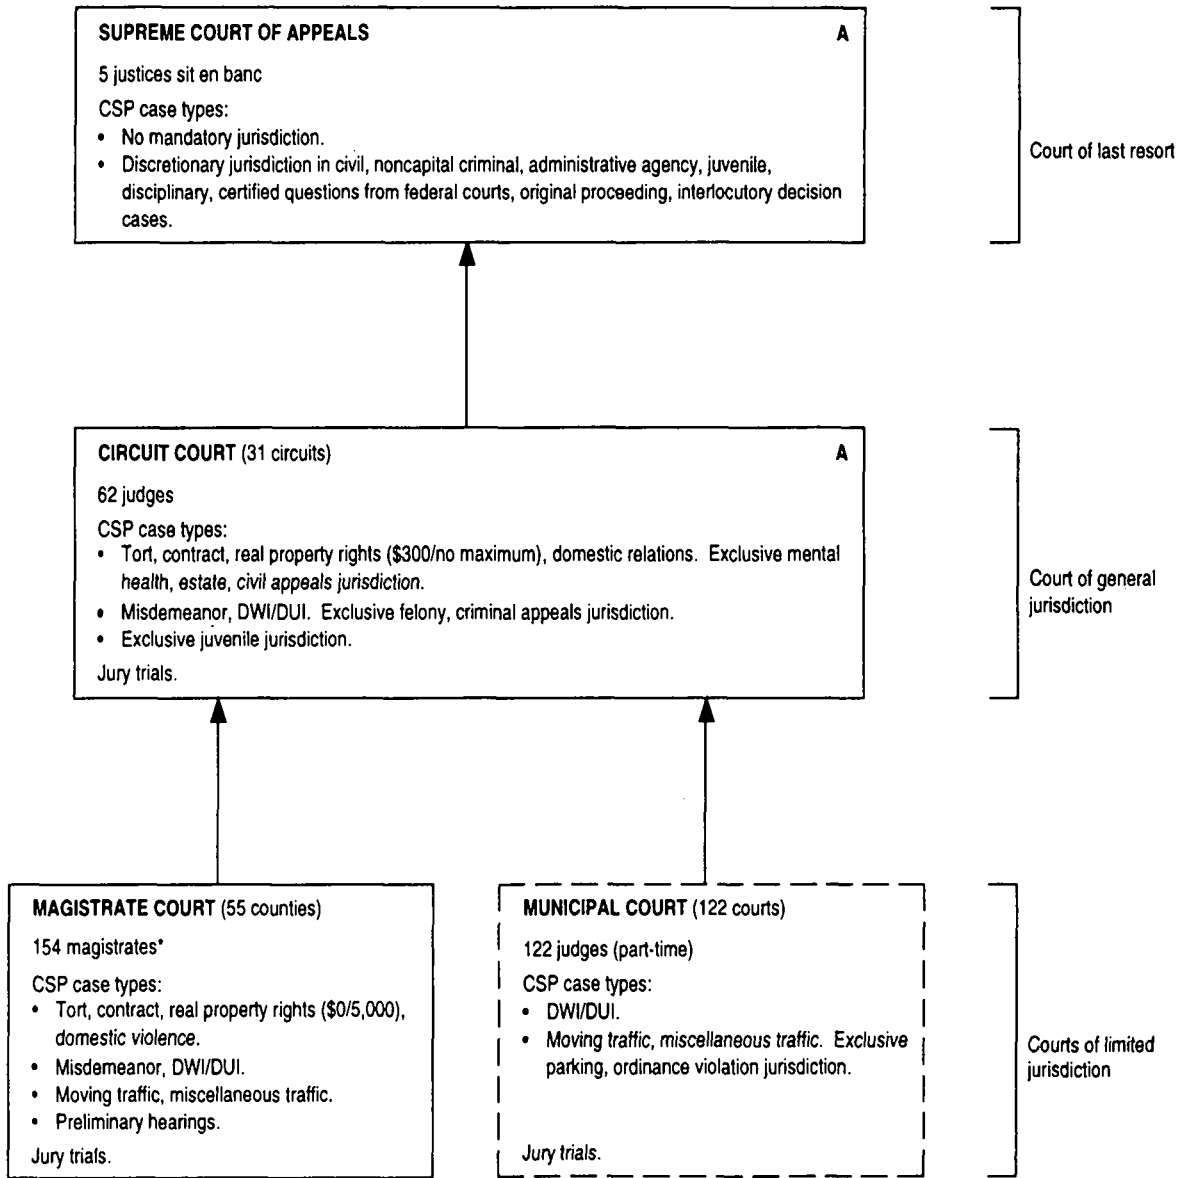 SUPREME COURT OF APPEALS A
5 justices sit en banc
CSP case types:
• No mandatory jurisdiction.
• Discretionary jurisdiction in civil, noncapital criminal, administrative agency, juvenile,
disciplinary, certified questions from federal courts, original proceeding, interlocutory decision
cases.
Court of last resort
CIRCUIT COURT (31 circuits) A
62 judges
CSP case types:
• Tort, contract, real property rights ($300/no maximum), domestic relations. Exclusive mental
health, estate, civil appeals jurisdiction.
• Misdemeanor, DWI/DUI. Exclusive felony, criminal appeals jurisdiction.
• Exclusive juvenile jurisdiction.
Jury trials.
Court of general
jurisdiction
MAGISTRATE COURT (55 counties)
154 magistrates*
CSP case types:
• Tort, contract, real property rights ($0/5,000),
domestic violence.
• Misdemeanor, DWI/DUI.
• Moving traffic, miscellaneous traffic.
• Preliminary hearings.
Jury trials.
MUNICIPAL COURT (122 courts)
122 judges (part-time)
CSP case types:
• DWI/DUI.
• Moving traffic, miscellaneous traffic. Exclusive
parking, ordinance violation jurisdiction.
Jury trials.
Courts of limited
jurisdiction